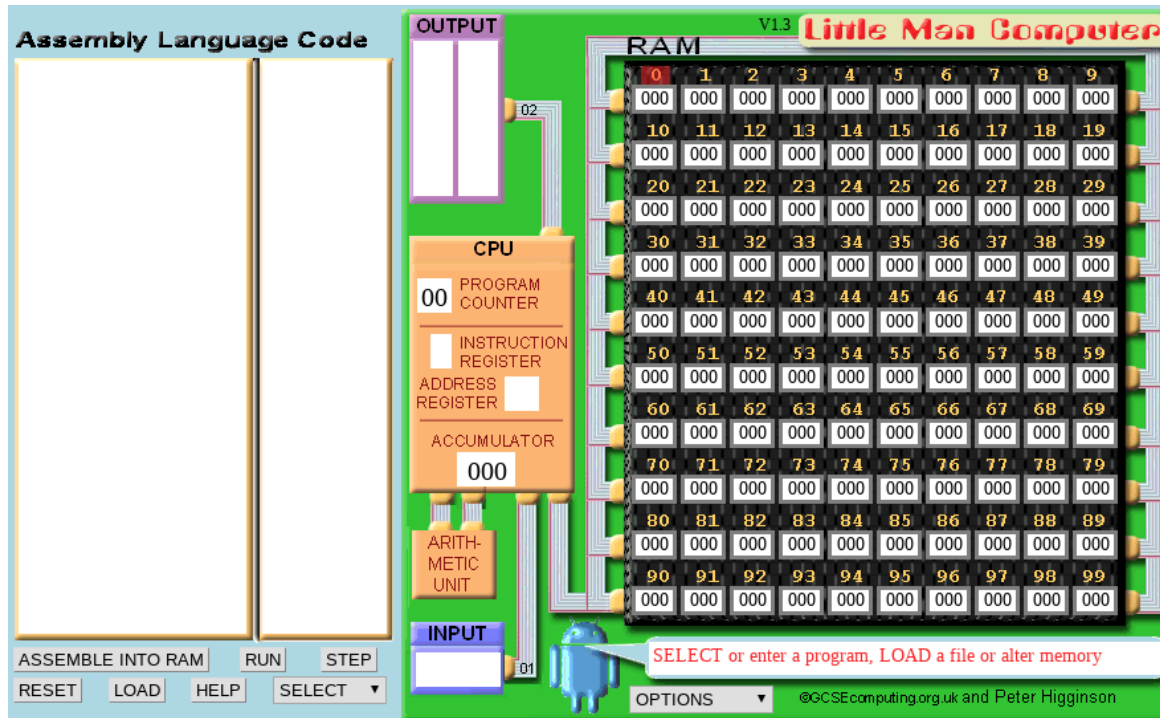 Assembly Language Code
ASSEMBLE INTO RAM RUN STEP
RESET LOAD HELP SELECT
OUTPUT
02
CPU
00 PROGRAM
COUNTER
INSTRUCTION
REGISTER
ADDRESS
REGISTER
ACCUMULATOR
000
ARITH-
METIC
UNIT
INPUT
01
V1.3 Little Man Computer
RAM
0 1 2 3 4 5 6 7 8 9
000 000 000 000 000 000 000 000 000 000
10 11 12 13 14 15 16 17 18 19
000 000 000 000 000 000 000 000 000 000
20 21 22 23 24 25 26 27 28 29
000 000 000 000 000 000 000 000 000 000
30 31 32 33 34 35 36 37 38 39
000 000 000 000 000 000 000 000 000 000
40 41 42 43 44 45 46 47 48 49
000 000 000 000 000 000 000 000 000 000
50 51 52 53 54 55 56 57 58 59
000 000 000 000 000 000 000 000 000 000
60 61 62 63 64 65 66 67 68 69
000 000 000 000 000 000 000 000 000 000
70 71 72 73 74 75 76 77 78 79
000 000 000 000 000 000 000 000 000 000
80 81 82 83 84 85 86 87 88 89
000 000 000 000 000 000 000 000 000 000
90 91 92 93 94 95 96 97 98 99
000 000 000 000 000 000 000 000 000 000
SELECT or enter a program, LOAD a file or alter memory
OPTIONS ©GCSEcomputing.org.uk and Peter Higginson